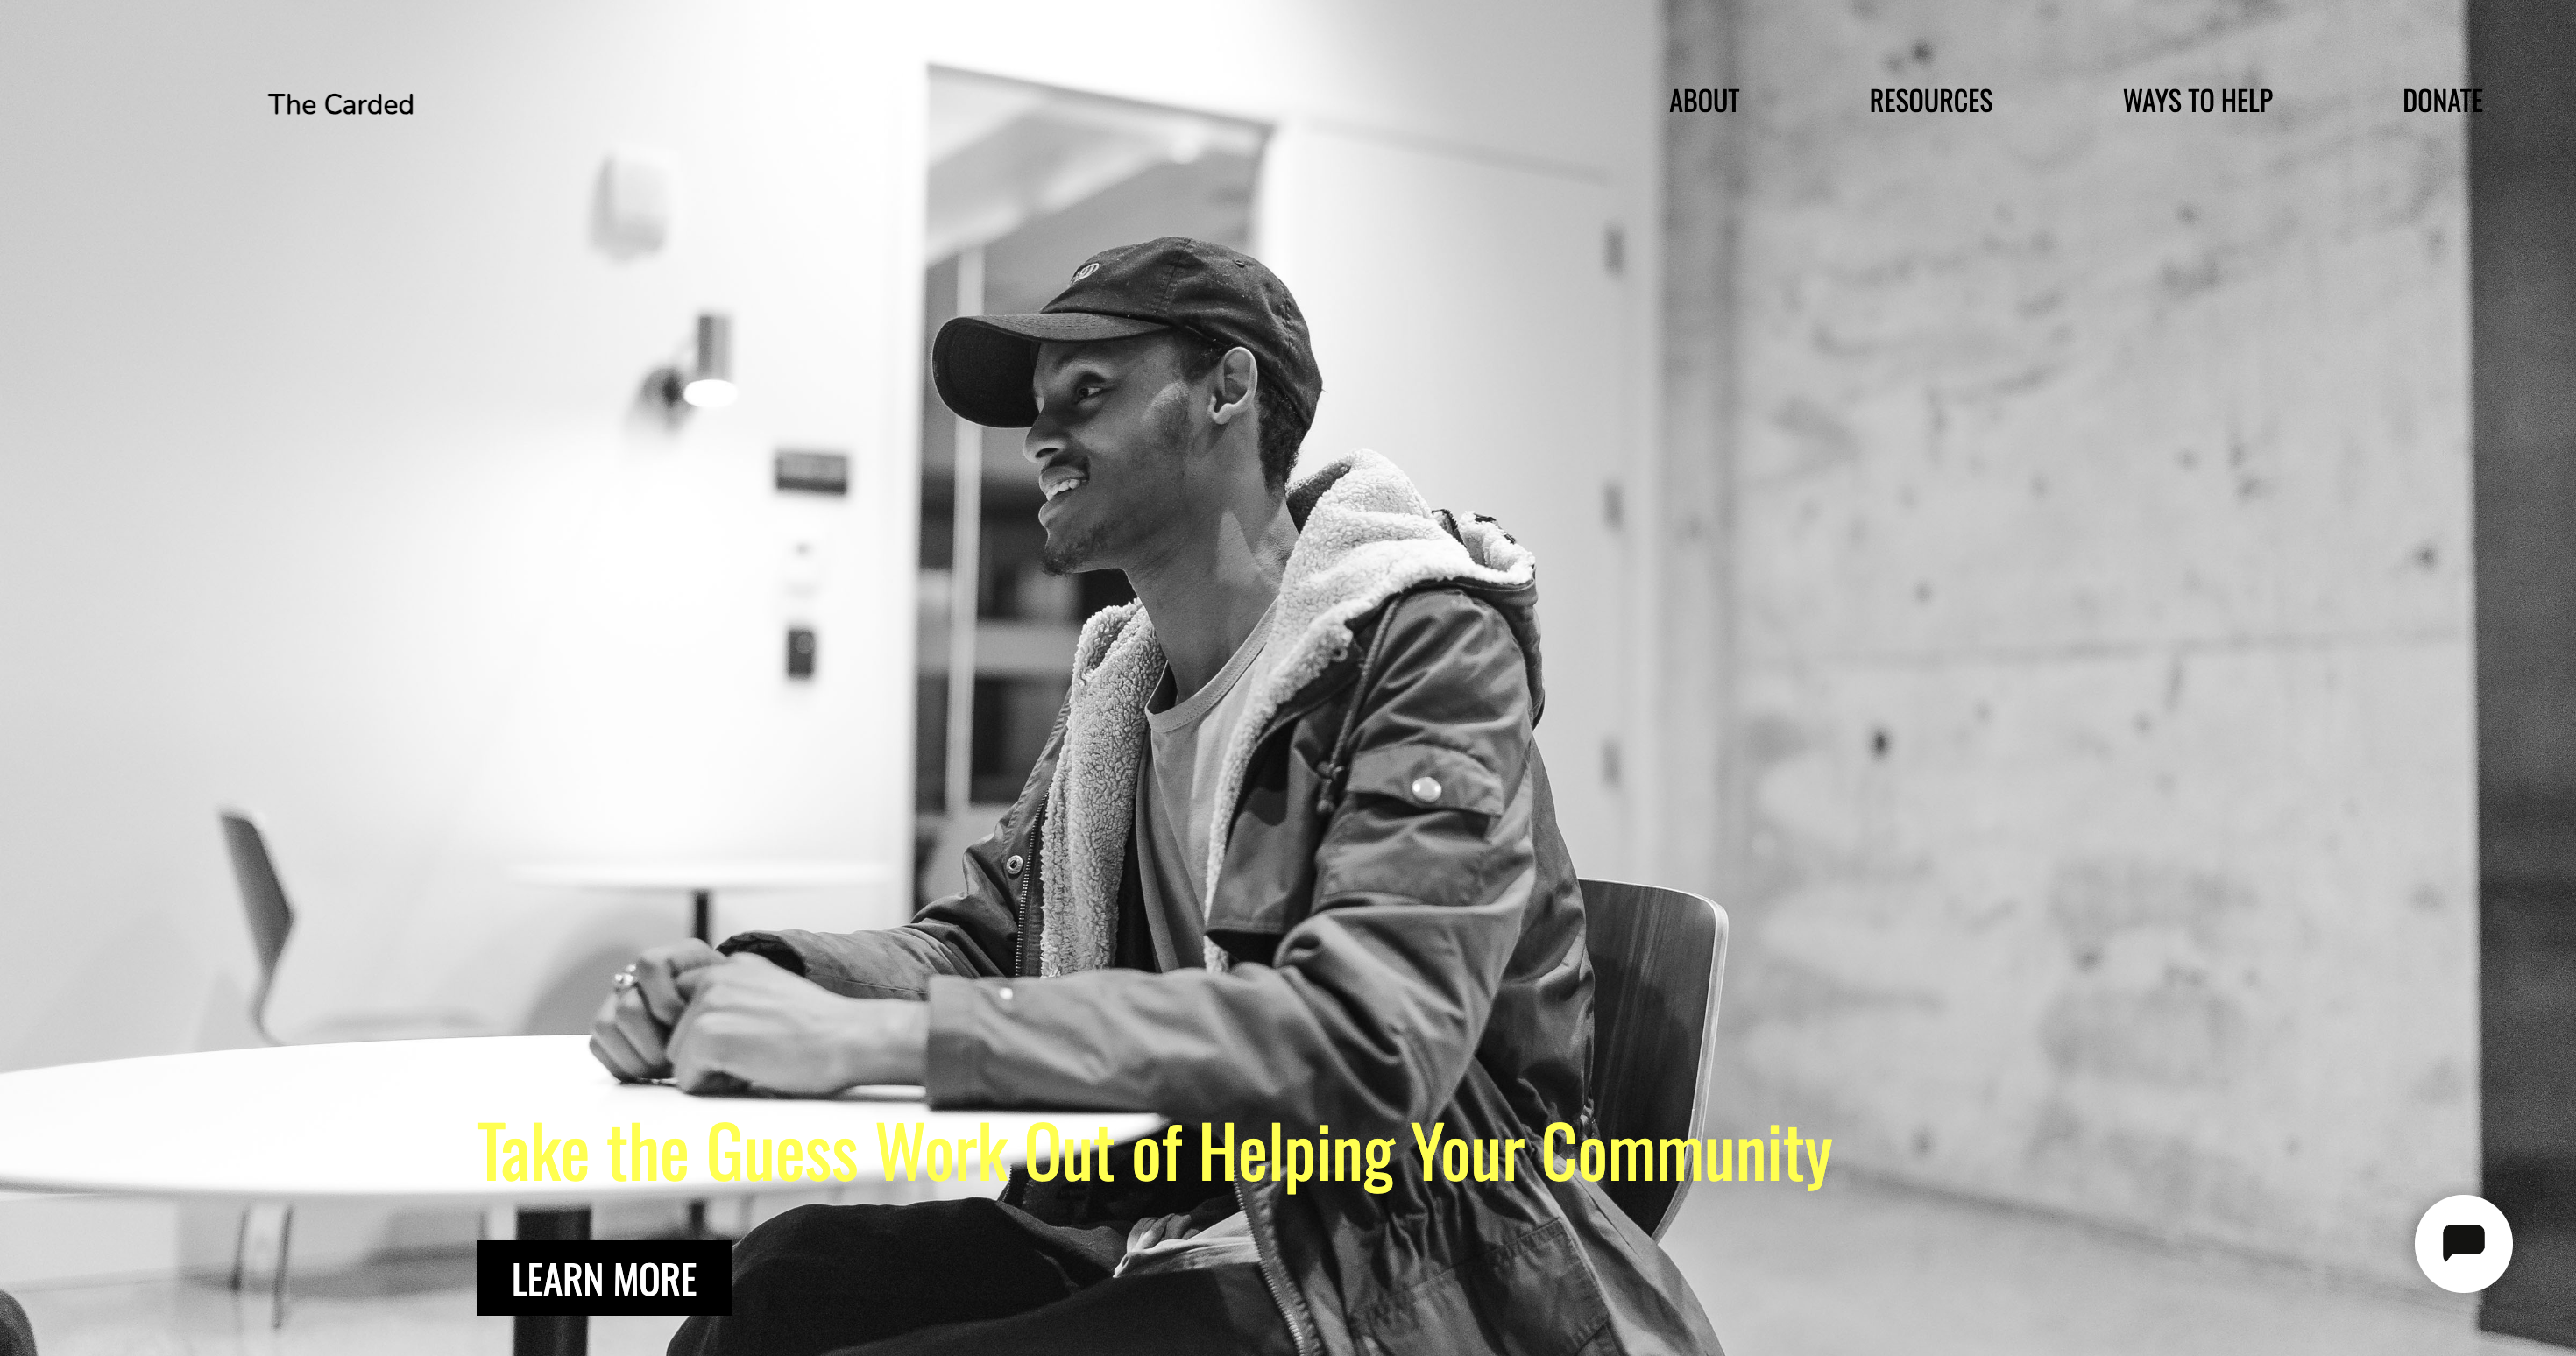 The Carded
ABOUT RESOURCES WAYS TO HELP DONATE
Take the Guess Work Out of Helping Your Community
LEARN MORE